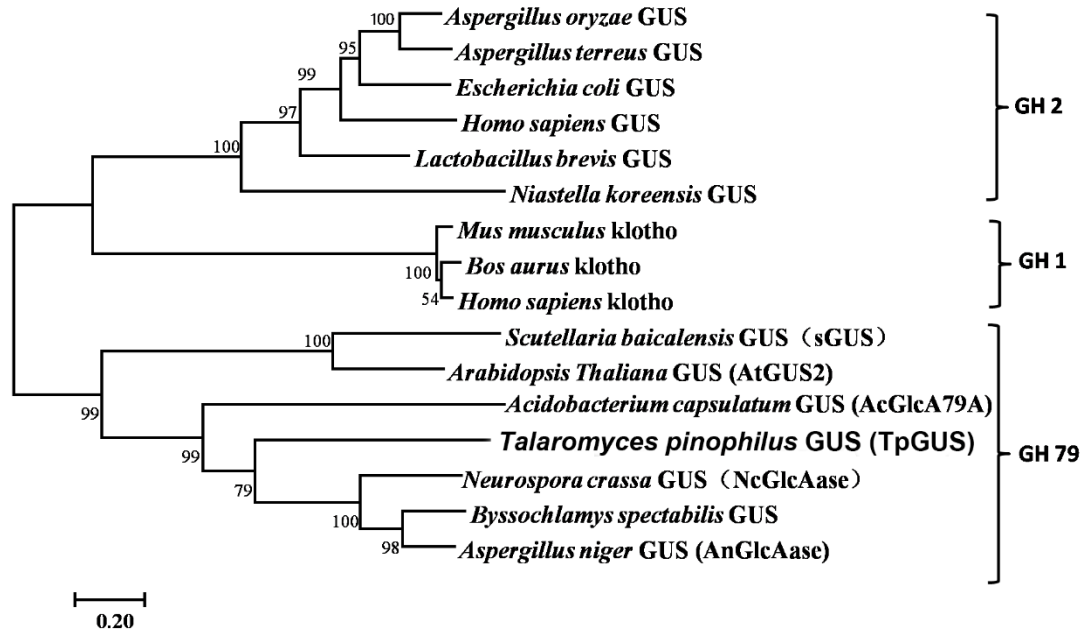 100
Aspergillus oryzae GUS
95
Aspergillus terreus GUS
99
Escherichia coli GUS
GH 2
97
Homo sapiens GUS
100
Lactobacillus brevis GUS
Niastella koreensis GUS
Mus musculus klotho
100
Bos aurus klotho
GH 1
54
Homo sapiens klotho
100
Scutellaria baicalensis GUS（sGUS）
Arabidopsis Thaliana GUS (AtGUS2)
99
Acidobacterium capsulatum GUS (AcGlcA79A)
99
Talaromyces pinophilus GUS (TpGUS)
GH 79
79
Neurospora crassa GUS（NcGlcAase）
100
Byssochlamys spectabilis GUS
98
Aspergillus niger GUS (AnGlcAase)
0.20